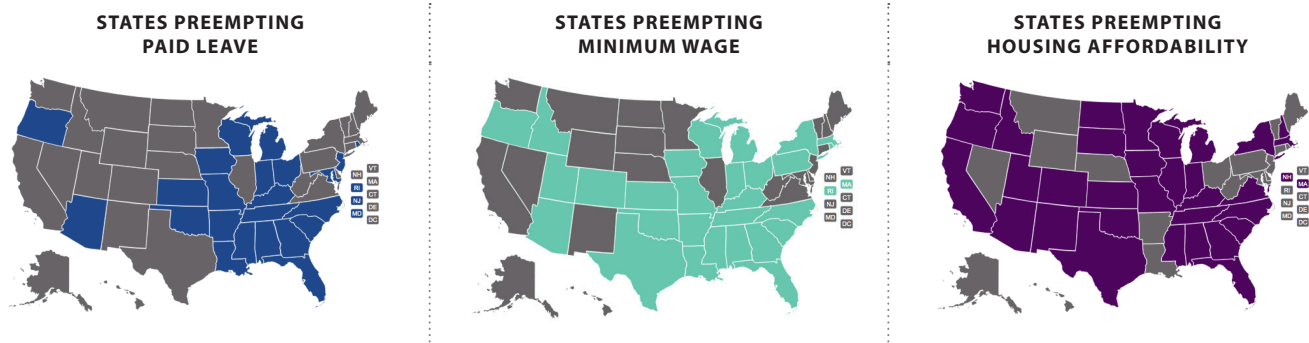 STATES PREEMPTING
PAID LEAVE
VT
NH
MA
RI
CT
NJ
DE
MD
DC
STATES PREEMPTING
MINIMUM WAGE
VT
NH
MA
RI
CT
NJ
DE
MD
DC
STATES PREEMPTING
HOUSING AFFORDABILITY
VT
NH
MA
RI
CT
NJ
DE
MD
DC